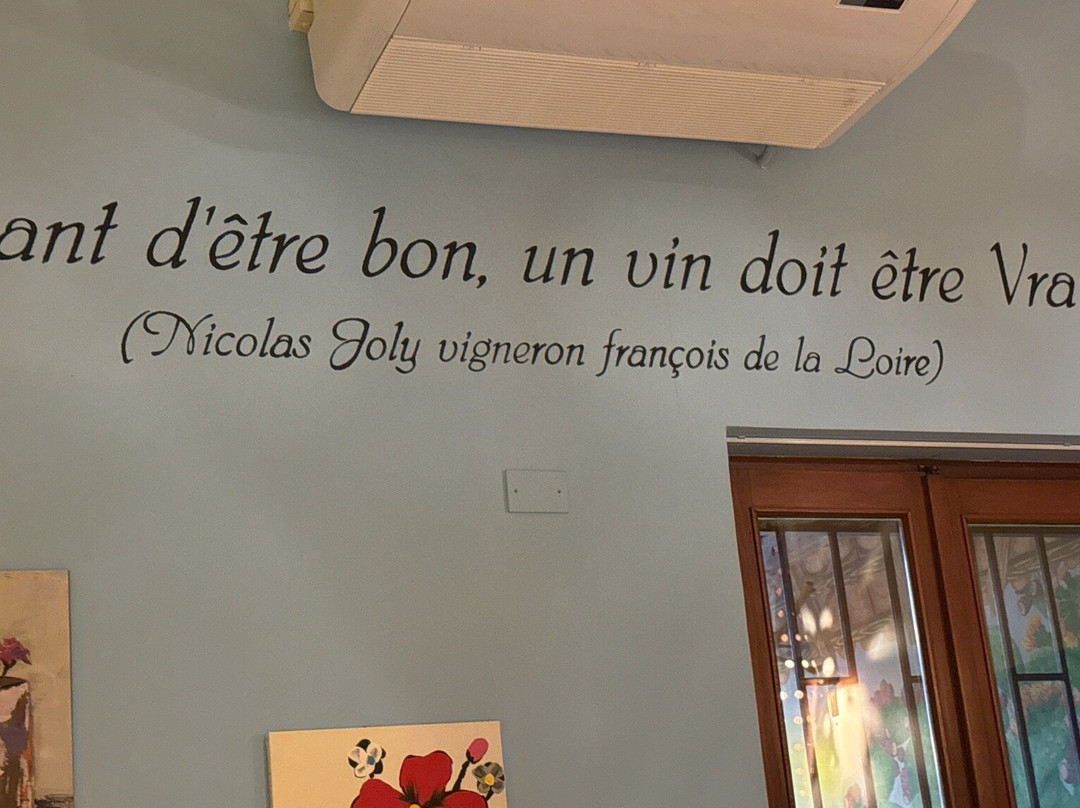 ant d'être bon, un vin doit être Vra
(Nicolas Joly vigneron françois de la Loire)